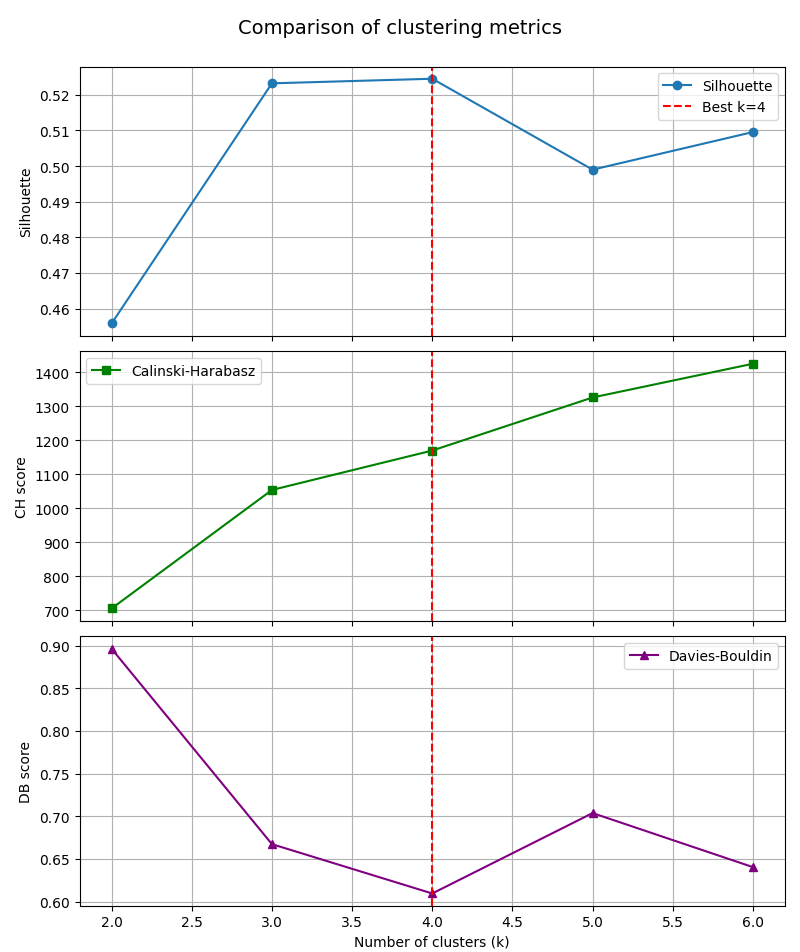 Comparison of clustering metrics
Silhouette
0.52
0.51
0.50
0.49
0.48
0.47
0.46
Silhouette
Best k=4
CH score
1400
1300
1200
1100
1000
900
800
700
Calinski-Harabasz
DB score
0.90
0.85
0.80
0.75
0.70
0.65
0.60
Davies-Bouldin
2.0 2.5 3.0 3.5 4.0 4.5 5.0 5.5 6.0
Number of clusters (k)